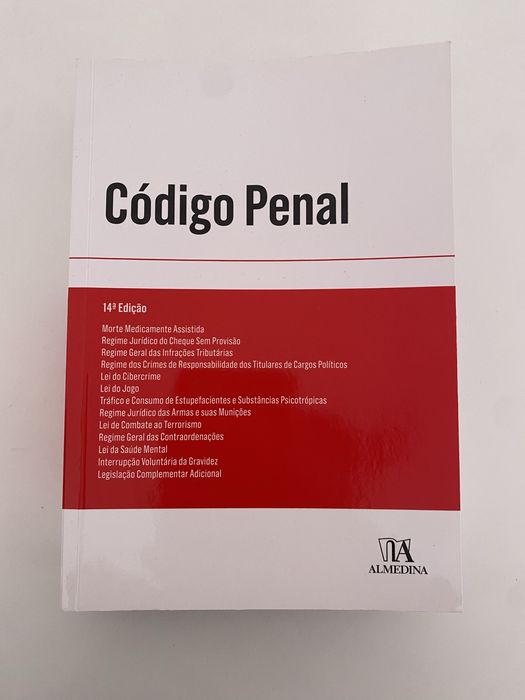 Código Penal
14ª Edição
Morte Medicamente Assistida
Regime Jurídico do Cheque Sem Provisão
Regime Geral das Infrações Tributárias
Regime dos Crimes de Responsabilidade dos Titulares de Cargos Políticos
Lei do Cibercrime
Lei do Jogo
Tráfico e Consumo de Estupefacientes e Substâncias Psicotrópicas
Regime Jurídico das Armas e suas Munições
Lei de Combate ao Terrorismo
Regime Geral das Contraordenações
Lei da Saúde Mental
Interrupção Voluntária da Gravidez
Legislação Complementar Adicional
ALMEDINA